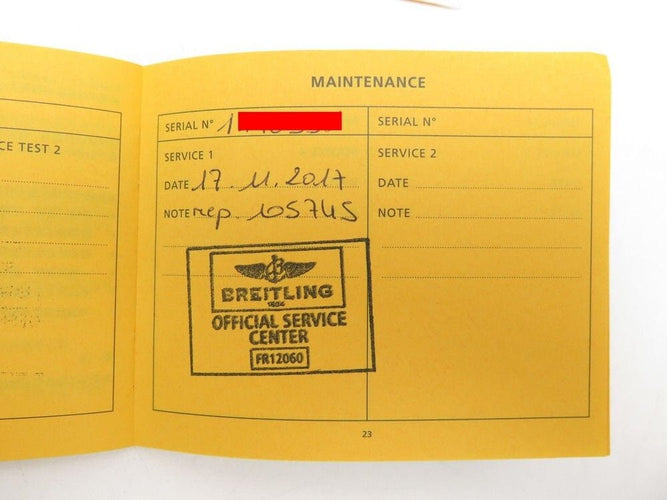 CE TEST 2
MAINTENANCE
SERIAL N° 1
SERVICE 1
DATE 17.11.2017
NOTE rep 105745
BREITLING
1884
OFFICIAL SERVICE
CENTER
FR12060
SERIAL N°
SERVICE 2
DATE
NOTE
23